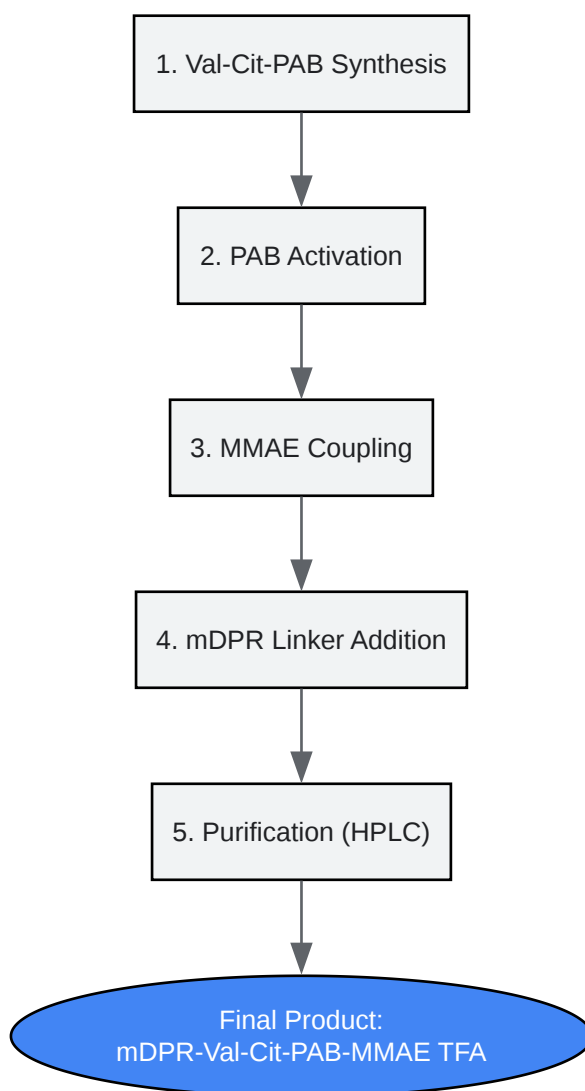 1. Val-Cit-PAB Synthesis
2. PAB Activation
3. MMAE Coupling
4. mDPR Linker Addition
5. Purification (HPLC)
Final Product:
mDPR-Val-Cit-PAB-MMAE TFA